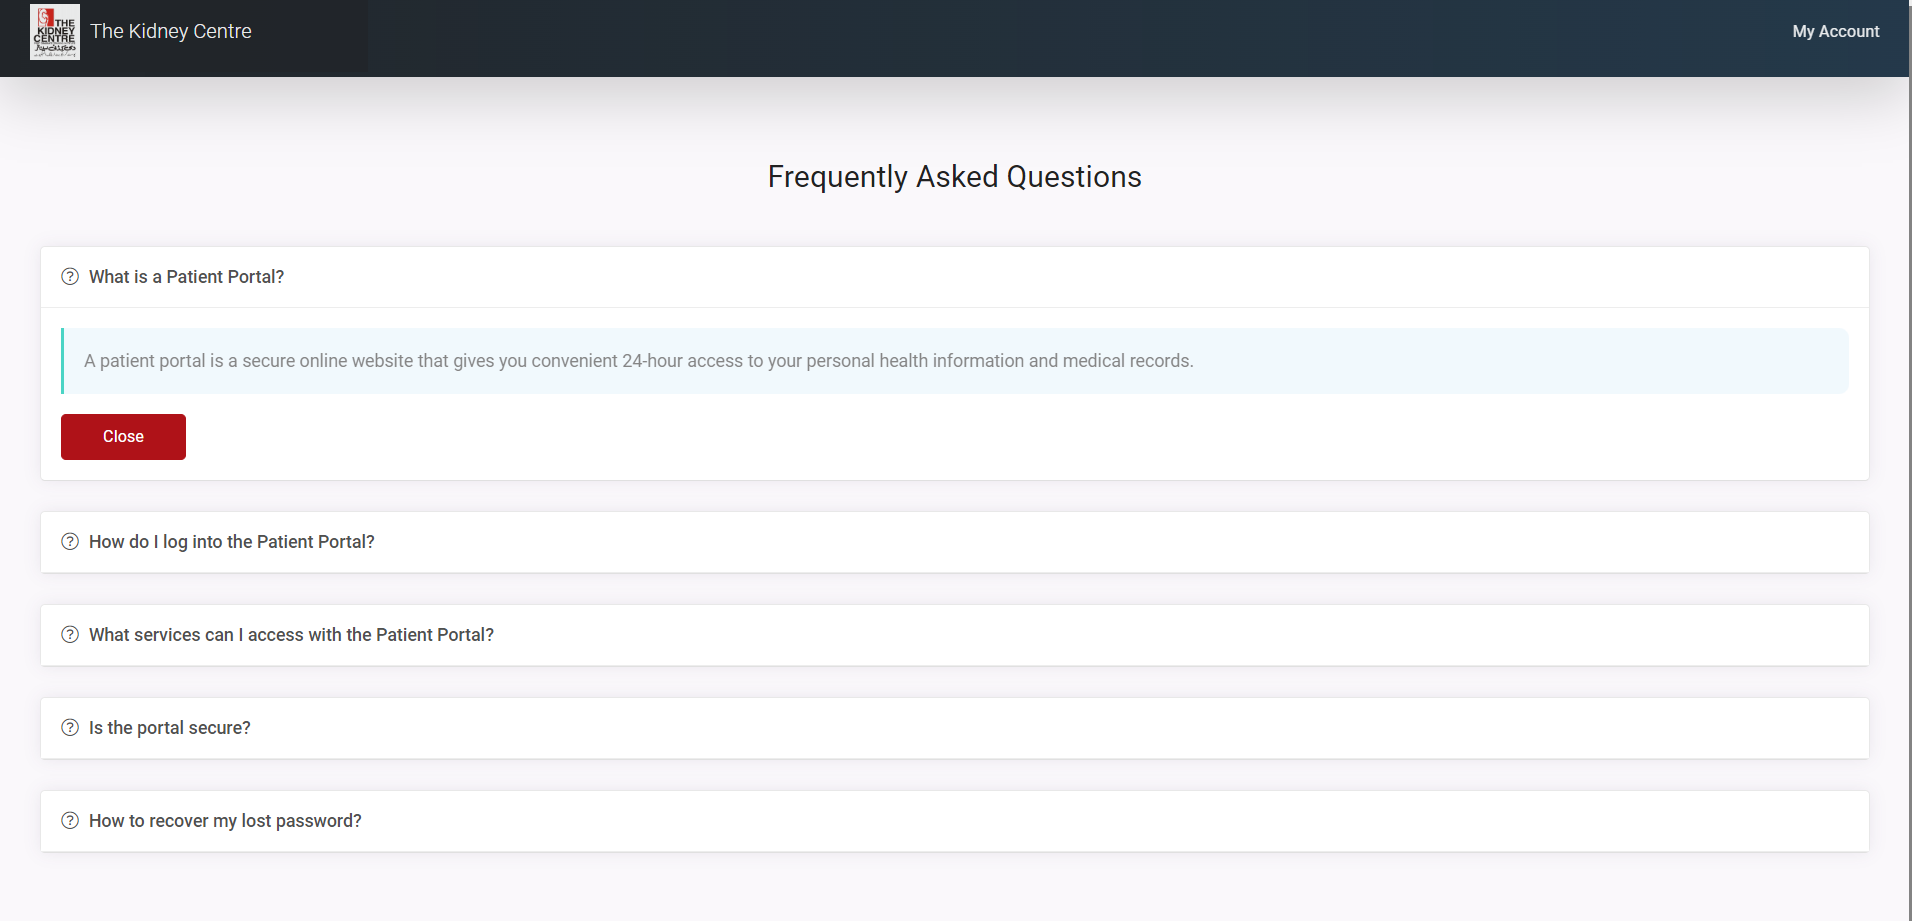 THE
KIDNEY
CENTRE
The Kidney Centre
My Account
Frequently Asked Questions
What is a Patient Portal?
A patient portal is a secure online website that gives you convenient 24-hour access to your personal health information and medical records.
Close
How do I log into the Patient Portal?
What services can I access with the Patient Portal?
Is the portal secure?
How to recover my lost password?